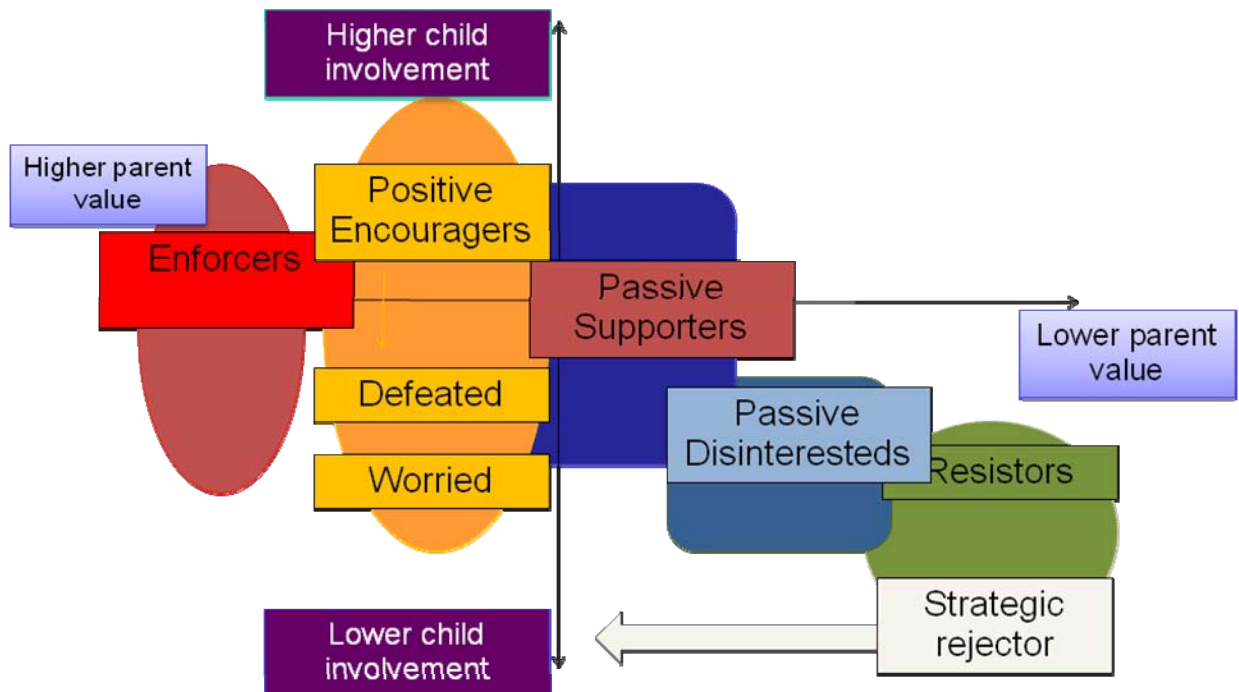 Higher child
involvement
Higher parent
value
Positive
Encouragers
Enforcers
Passive
Supporters
Lower parent
value
Defeated
Passive
Disinteresteds
Worried
Resistors
Strategic
rejector
Lower child
involvement